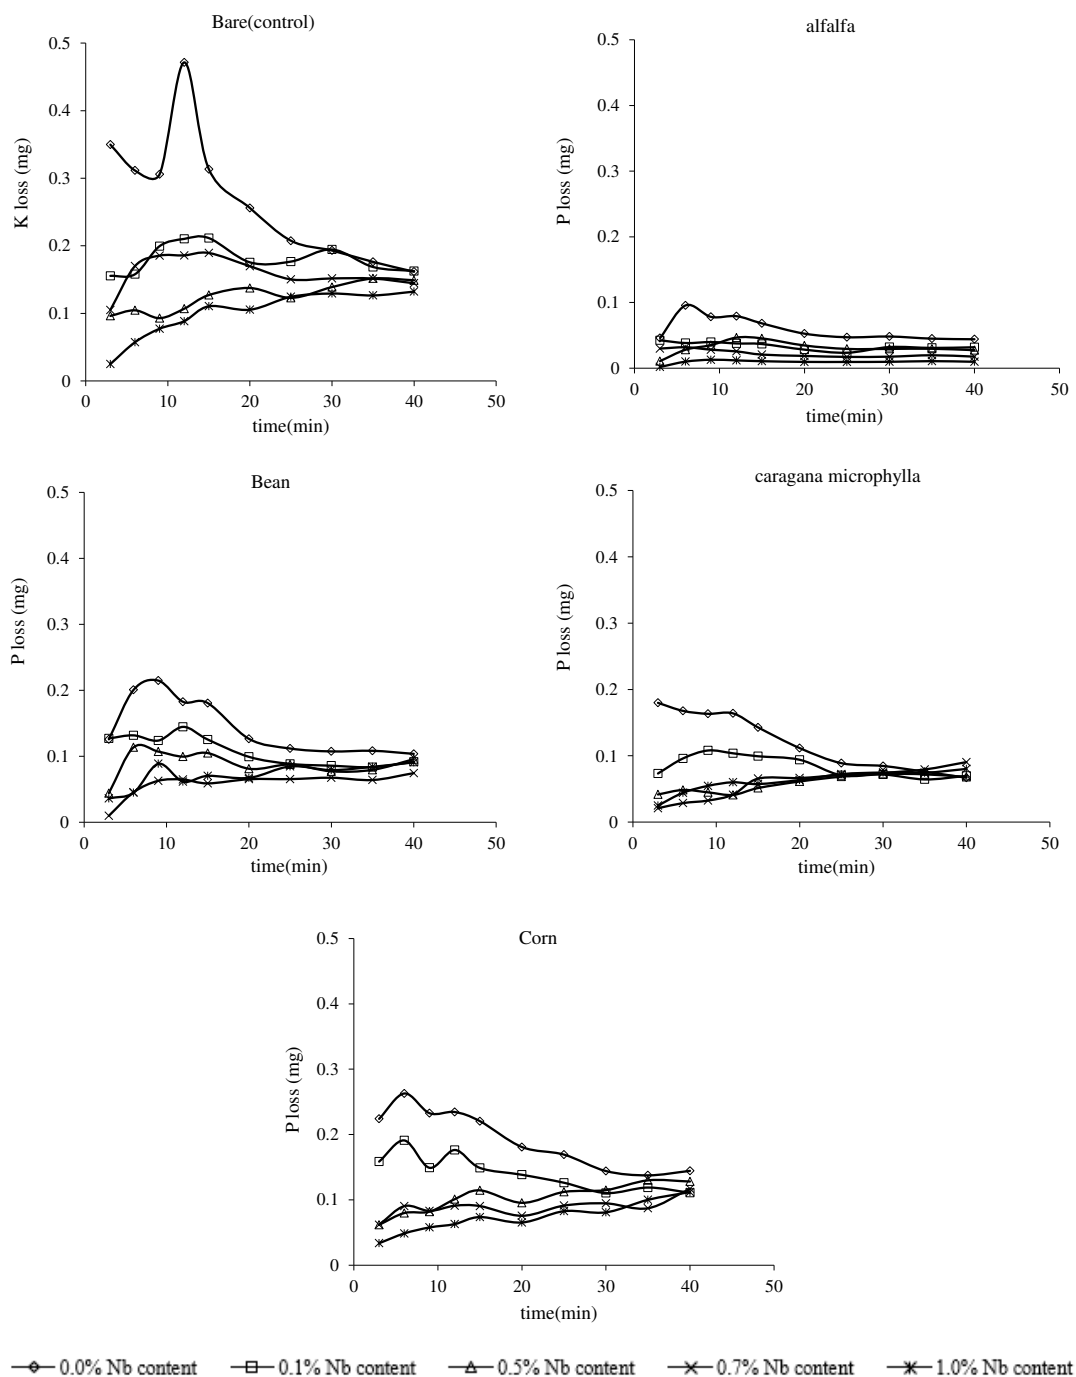 Bare(control)
0.5
0.4
0.3
0.2
0.1
0
K loss (mg)
0 10 20 30 40 50
time(min)
alfalfa
0.5
0.4
0.3
0.2
0.1
0
P loss (mg)
0 10 20 30 40 50
time(min)
Bean
0.5
0.4
0.3
0.2
0.1
0
P loss (mg)
0 10 20 30 40 50
time(min)
caragana microphylla
0.5
0.4
0.3
0.2
0.1
0
P loss (mg)
0 10 20 30 40 50
time(min)
Corn
0.5
0.4
0.3
0.2
0.1
0
P loss (mg)
0 10 20 30 40 50
time(min)
0.0% Nb content 0.1% Nb content 0.5% Nb content 0.7% Nb content 1.0% Nb content